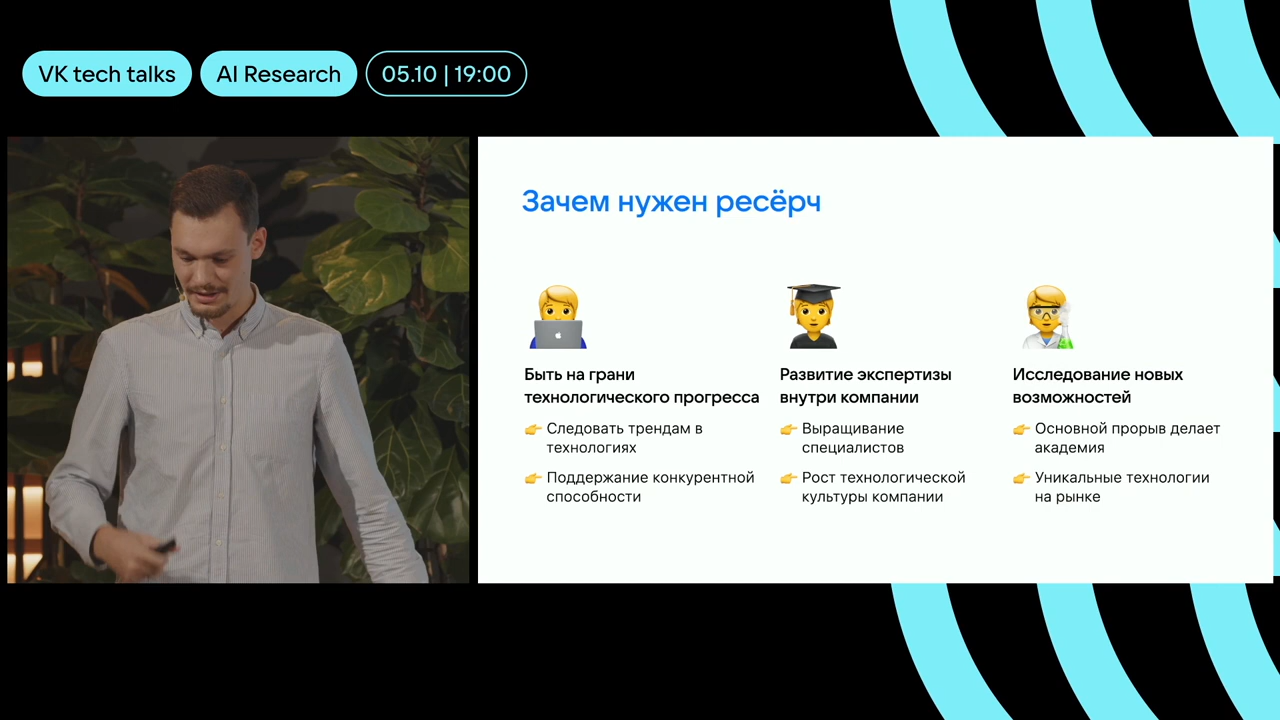 VK tech talks
AI Research
05.10 | 19:00
Зачем нужен ресёрч
Быть на грани
технологического прогресса
👉 Следовать трендам в
технологиях
👉 Поддержание конкурентной
способности
Развитие экспертизы
внутри компании
👉 Выращивание
специалистов
👉 Рост технологической
культуры компании
Исследование новых
возможностей
👉 Основной прорыв делает
академия
👉 Уникальные технологии
на рынке